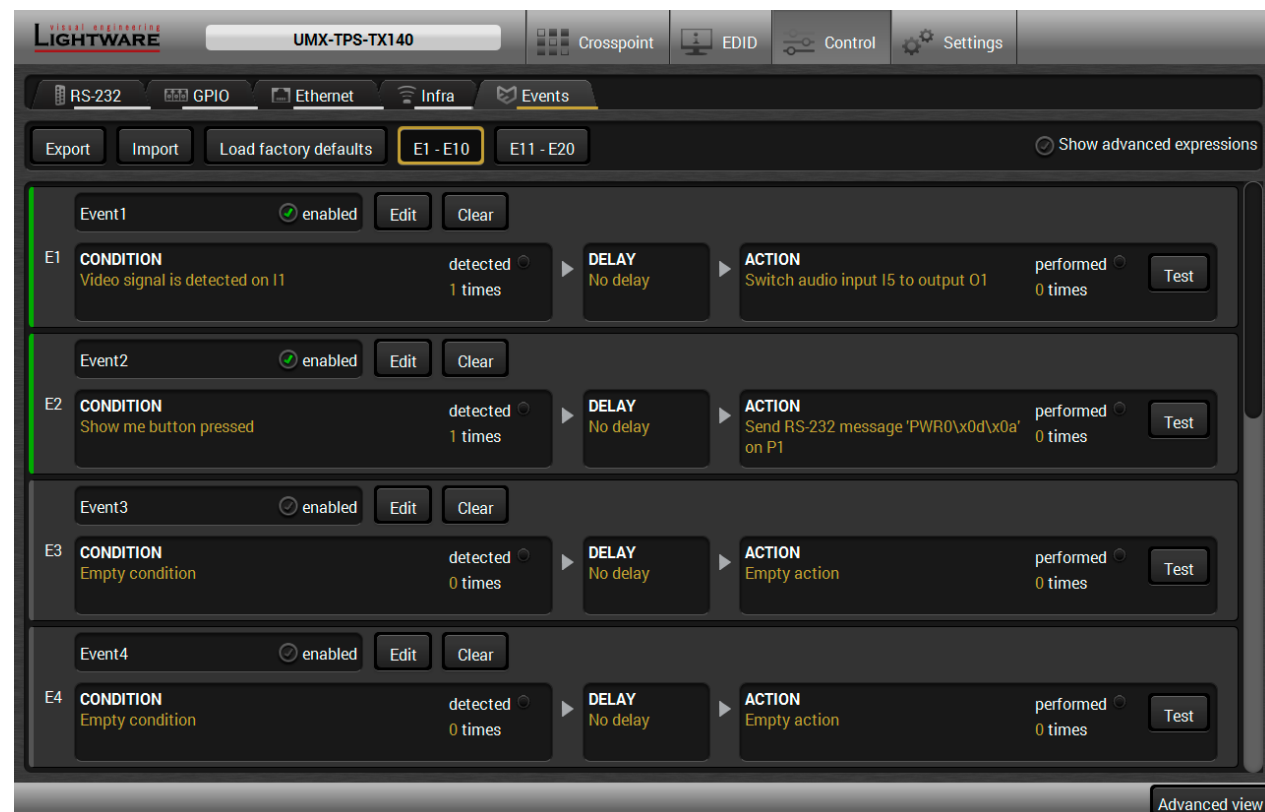 visual engineering
LIGHTWARE
UMX-TPS-TX140
Crosspoint
EDID
Control
Settings
RS-232
GPIO
Ethernet
Infra
Events
Export
Import
Load factory defaults
E1 - E10
E11 - E20
Show advanced expressions
Event1
enabled
Edit
Clear
E1
CONDITION
Video signal is detected on I1
detected
1 times
DELAY
No delay
ACTION
Switch audio input I5 to output O1
performed
0 times
Test
Event2
enabled
Edit
Clear
E2
CONDITION
Show me button pressed
detected
1 times
DELAY
No delay
ACTION
Send RS-232 message 'PWR0\x0d\x0a'
on P1
performed
0 times
Test
Event3
enabled
Edit
Clear
E3
CONDITION
Empty condition
detected
0 times
DELAY
No delay
ACTION
Empty action
performed
0 times
Test
Event4
enabled
Edit
Clear
E4
CONDITION
Empty condition
detected
0 times
DELAY
No delay
ACTION
Empty action
performed
0 times
Test
Advanced view